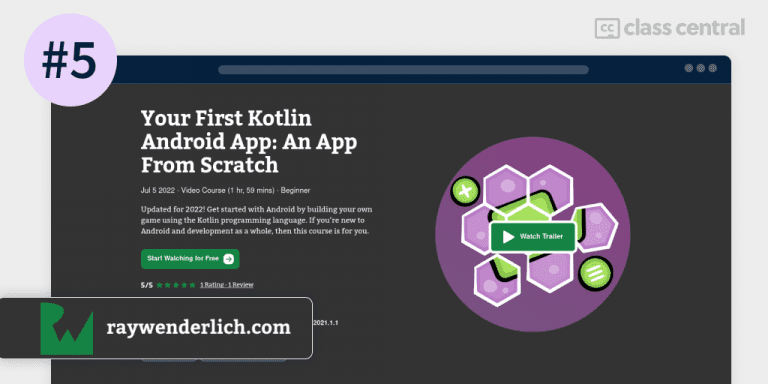 #5
cc class central
Your First Kotlin
Android App: An App
From Scratch
Jul 5 2022 · Video Course (1 hr, 59 mins) · Beginner
Updated for 2022! Get started with Android by building your own
game using the Kotlin programming language. If you're new to
Android and development as a whole, then this course is for you.
Start Watching for Free
Watch Trailer
5/5 ★★★★★ 1 Rating · 1 Review
2021.1.1
RW raywenderlich.com